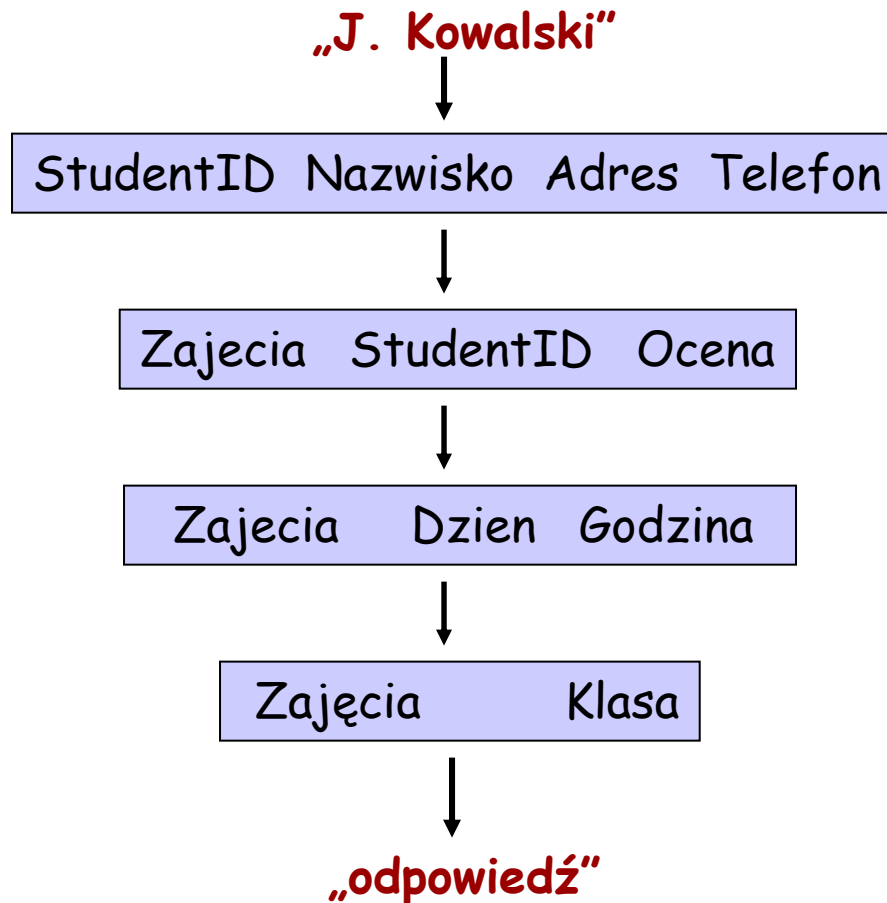 „J. Kowalski”
StudentID Nazwisko Adres Telefon
Zajecia StudentID Ocena
Zajecia Dzien Godzina
Zajęcia Klasa
„odpowiedź”